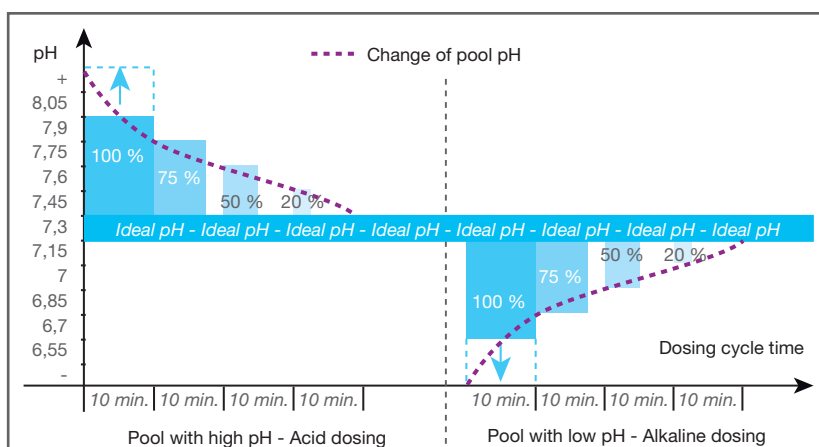 pH
Change of pool pH
+
8,05
7,9
7,75
7,6
7,45
7,3
7,15
7
6,85
6,7
6,55
-
100 %
75 %
50 %
20 %
Ideal pH - Ideal pH - Ideal pH - Ideal pH - Ideal pH - Ideal pH - Ideal pH - Ideal pH
100 %
75 %
50 %
20 %
Dosing cycle time
10 min. 10 min. 10 min. 10 min.
10 min. 10 min. 10 min. 10 min.
Pool with high pH - Acid dosing
Pool with low pH - Alkaline dosing